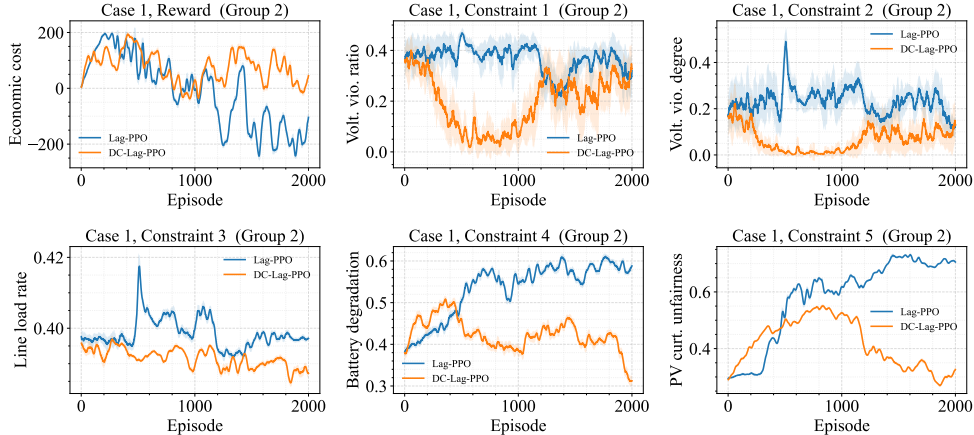 Case 1, Reward  (Group 2)
Economic cost
200
0
−200
Lag-PPO
DC-Lag-PPO
0
1000
2000
Episode
Case 1, Constraint 1  (Group 2)
Volt. vio. ratio
0.4
0.2
0.0
Lag-PPO
DC-Lag-PPO
0
1000
2000
Episode
Case 1, Constraint 2  (Group 2)
Volt. vio. degree
0.4
0.2
0.0
Lag-PPO
DC-Lag-PPO
0
1000
2000
Episode
Case 1, Constraint 3  (Group 2)
Line load rate
0.42
0.40
Lag-PPO
DC-Lag-PPO
0
1000
2000
Episode
Case 1, Constraint 4  (Group 2)
Battery degradation
0.6
0.5
0.4
0.3
Lag-PPO
DC-Lag-PPO
0
1000
2000
Episode
Case 1, Constraint 5  (Group 2)
PV curt. unfairness
0.6
0.4
Lag-PPO
DC-Lag-PPO
0
1000
2000
Episode